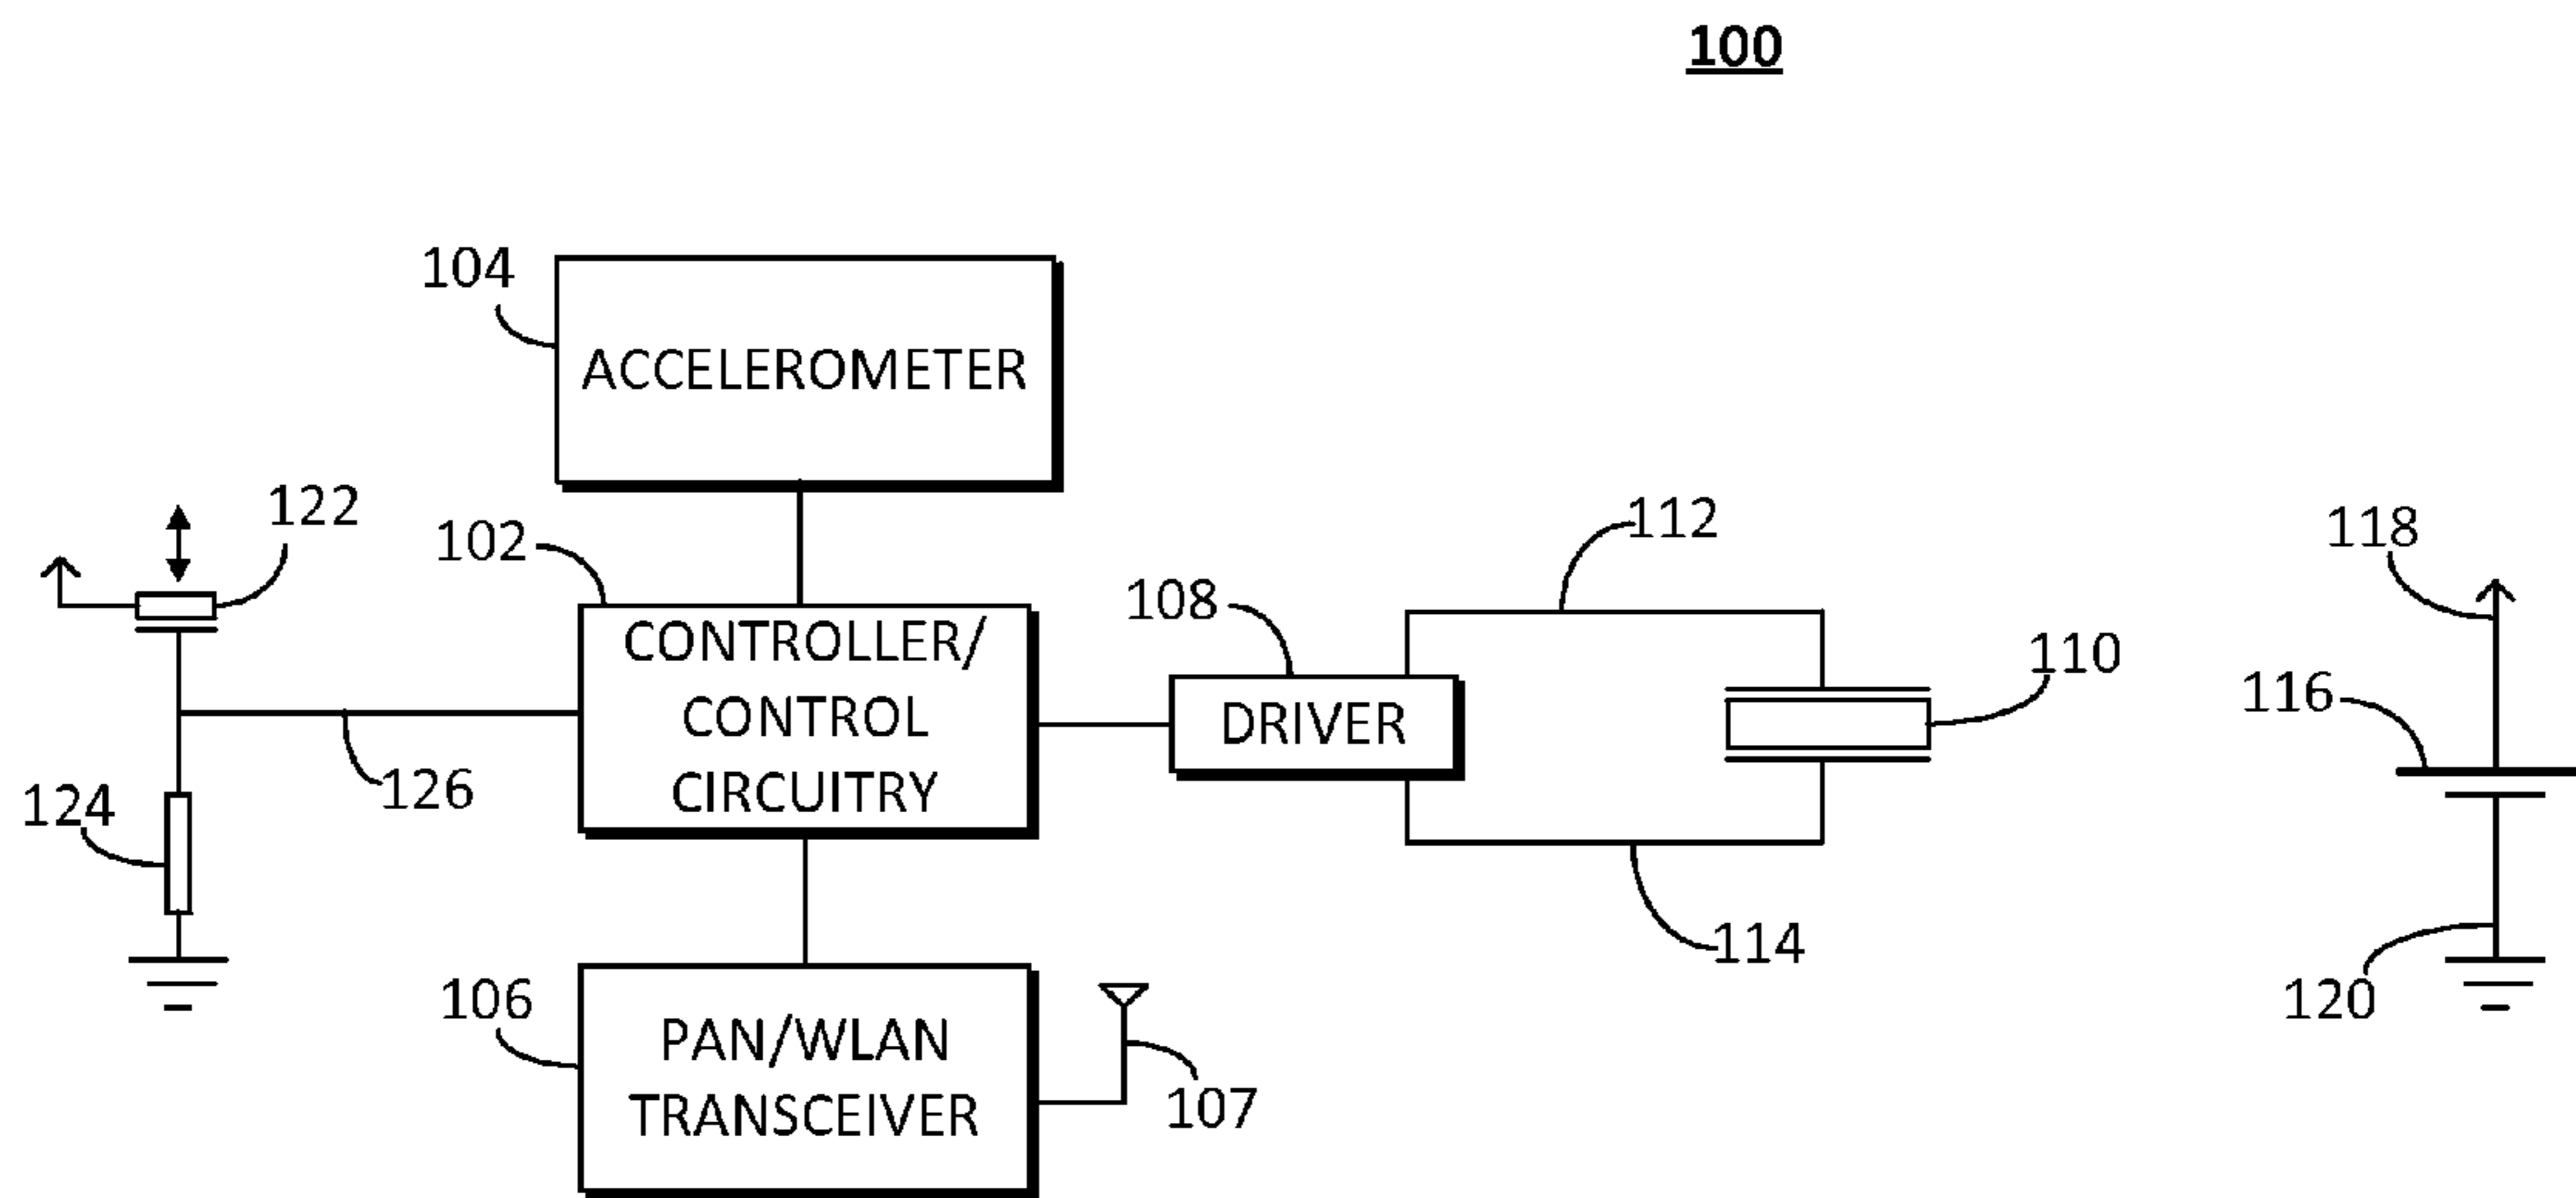 100
104
ACCELEROMETER
122
102
112
118
CONTROLLER/
CONTROL
CIRCUITRY
108
DRIVER
110
116
126
124
114
106
PAN/WLAN
TRANSCEIVER
107
120